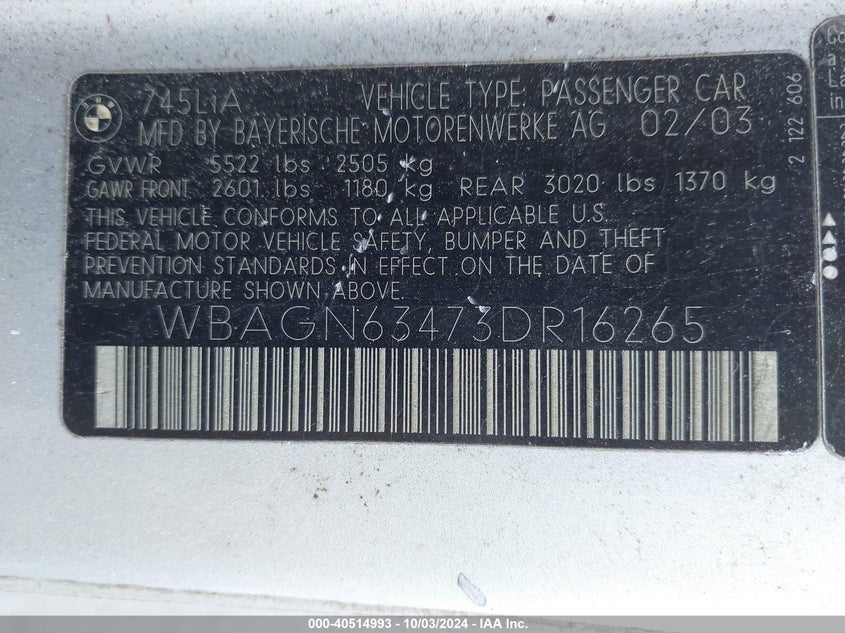 745LiA VEHICLE TYPE: PASSENGER CAR
MFD BY BAYERISCHE MOTORENWERKE AG 02/03
GVWR 5522 lbs 2505 kg
GAWR FRONT 2601 lbs 1180 kg REAR 3020 lbs 1370 kg
THIS VEHICLE CONFORMS TO ALL APPLICABLE U.S.
FEDERAL MOTOR VEHICLE SAFETY, BUMPER AND THEFT
PREVENTION STANDARDS IN EFFECT ON THE DATE OF
MANUFACTURE SHOWN ABOVE.
WBAGN63473DR16265
2 122 606
000-40514993 - 10/03/2024 - IAA Inc.